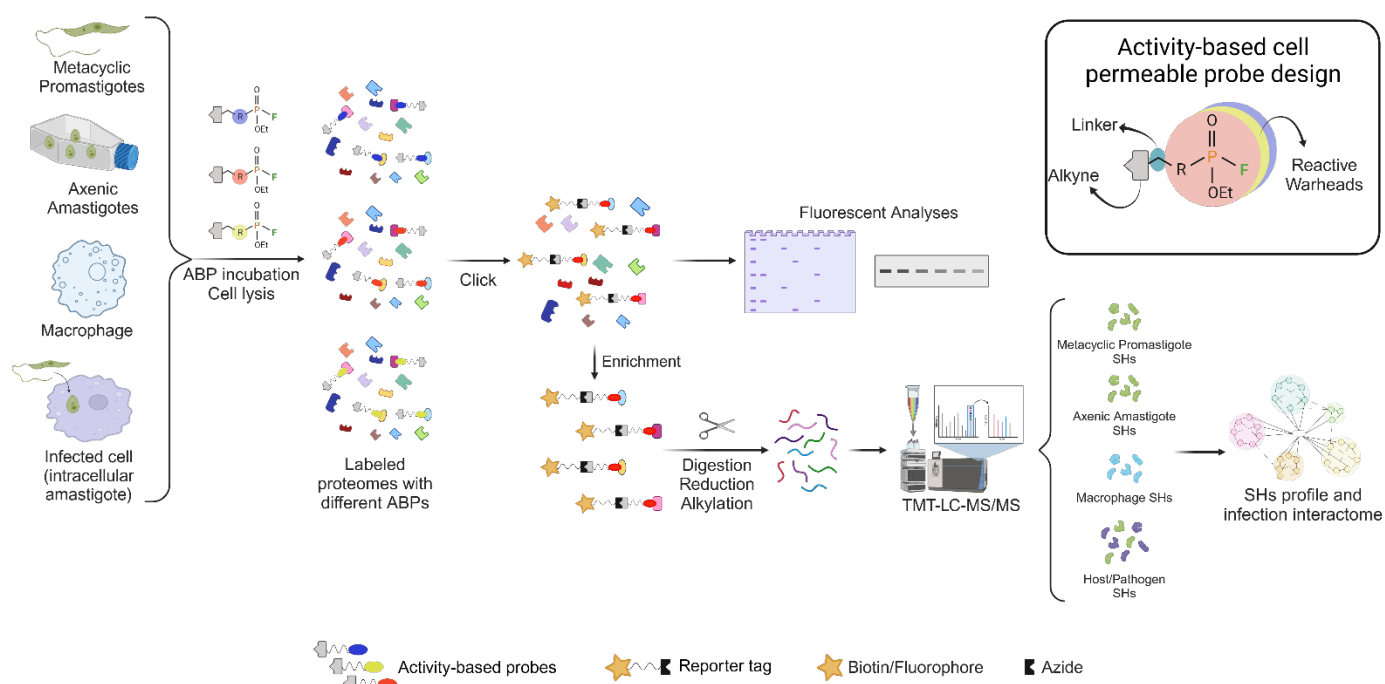 Metacyclic
Promastigotes
Axenic
Amastigotes
Macrophage
Infected cell
(intracellular
amastigote)
R
O
P
F
OEt
R
O
P
F
OEt
R
O
P
F
OEt
ABP incubation
Cell lysis
Labeled
proteomes with
different ABPs
Click
Fluorescent Analyses
Enrichment
Digestion
Reduction
Alkylation
TMT-LC-MS/MS
Activity-based cell
permeable probe design
Linker
Alkyne
R
O
P
F
OEt
Reactive
Warheads
Metacyclic Promastigote
SHs
Axenic Amastigote
SHs
Macrophage SHs
Host/Pathogen
SHs
SHs profile and
infection interactome
Activity-based probes
Reporter tag
Biotin/Fluorophore
Azide